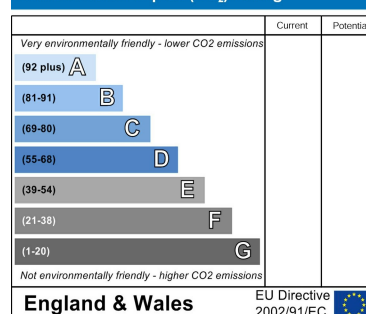 Current Potentia
Very environmentally friendly - lower CO2 emissions
(92 plus) A
(81-91) B
(69-80) C
(55-68) D
(39-54) E
(21-38) F
(1-20) G
Not environmentally friendly - higher CO2 emissions
England & Wales
EU Directive
2002/91/EC